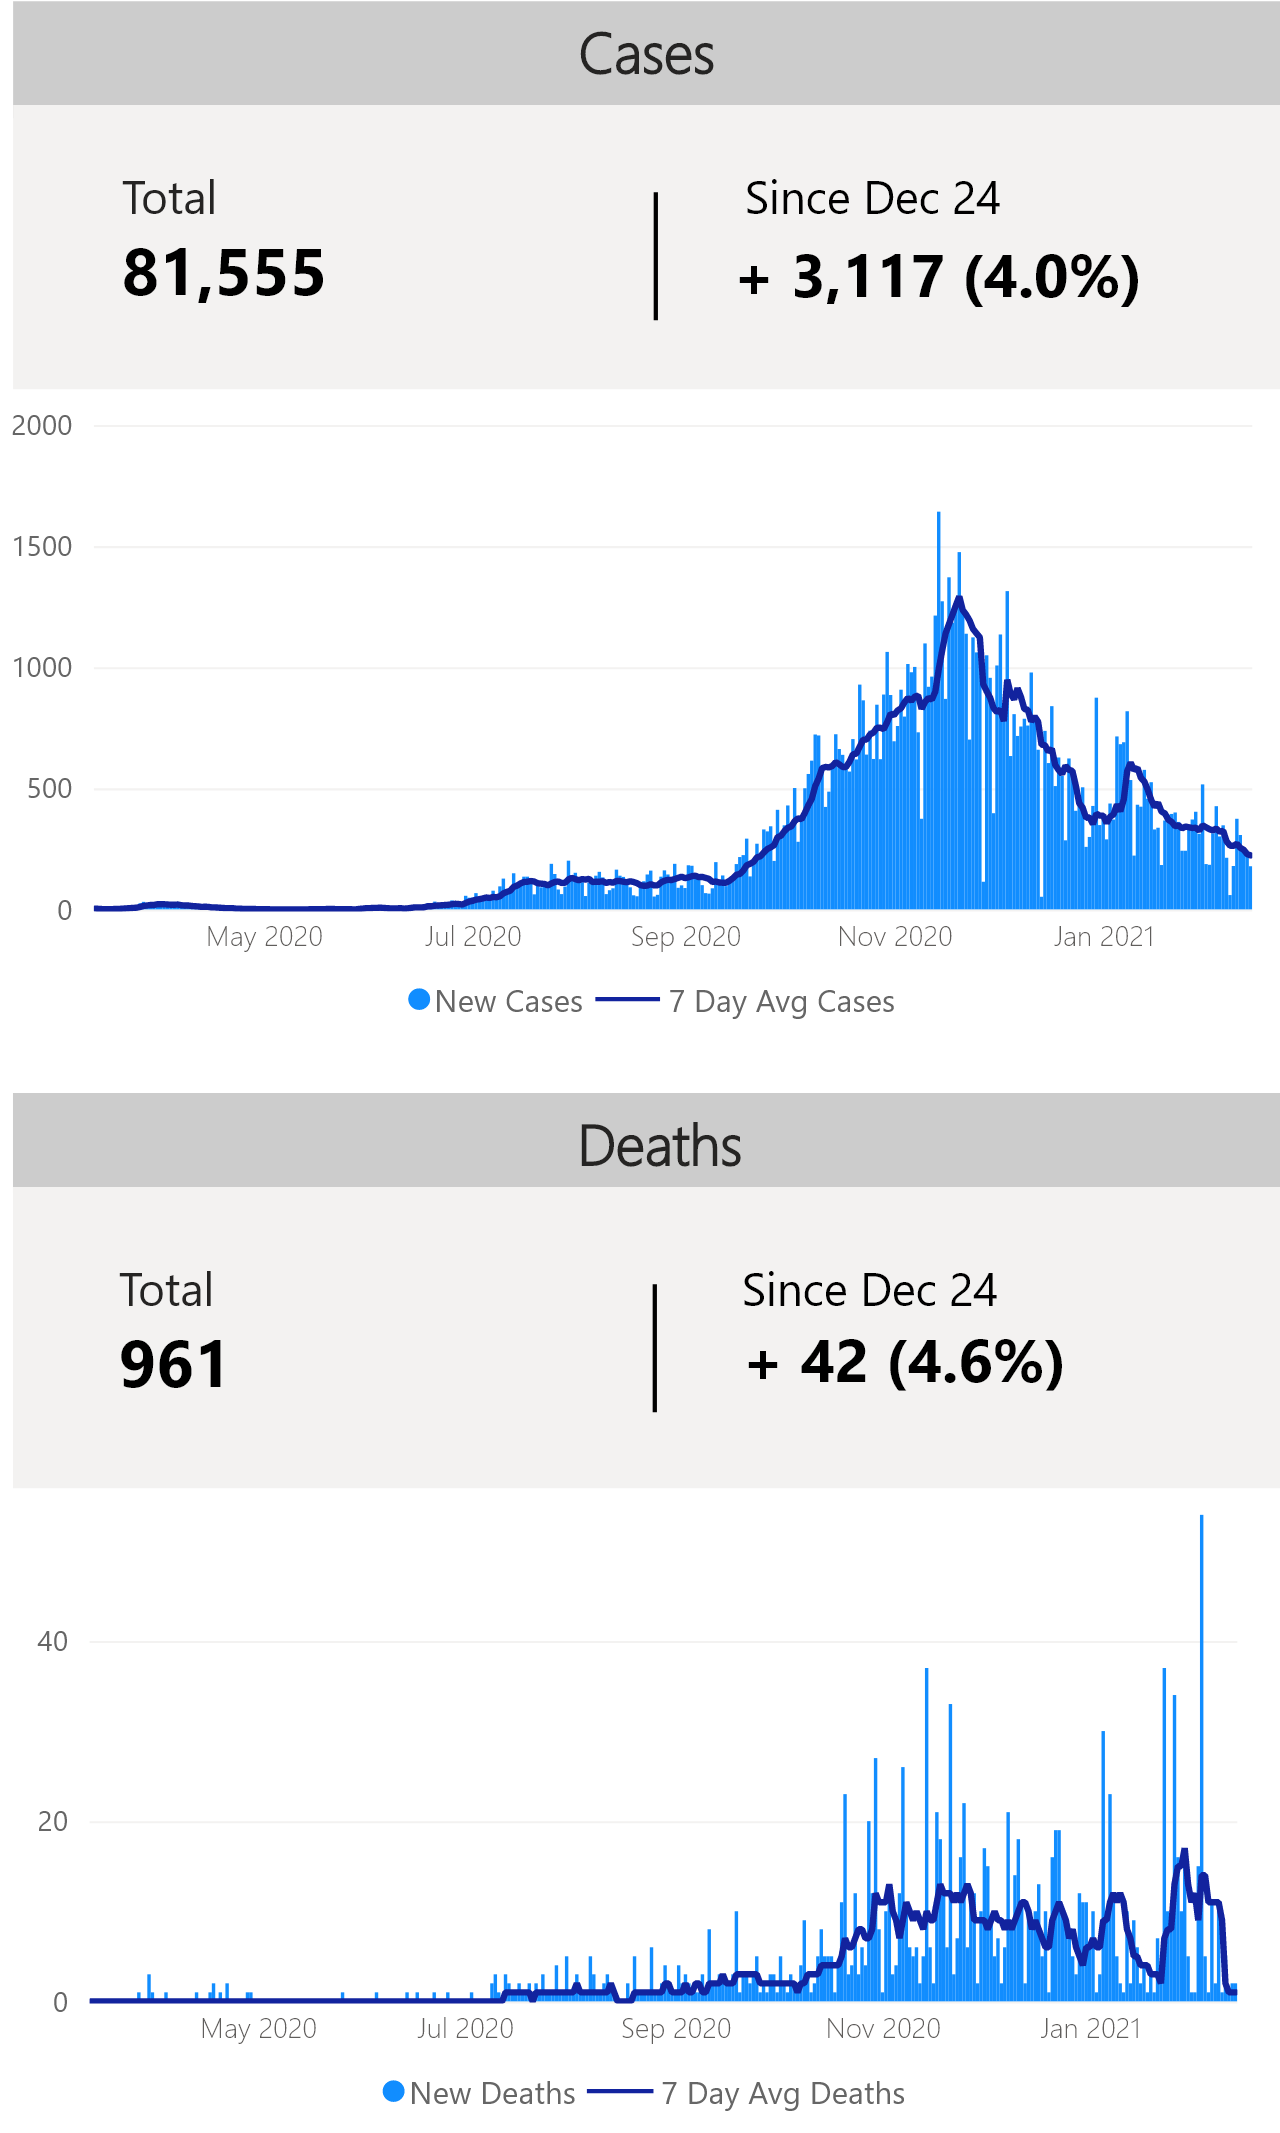 Cases
Total
Since Dec 24
81,555
+ 3,117 (4.0%)
2000
1500
1000
500
0
May 2020
Jul 2020
Sep 2020
Nov 2020
Jan 2021
New Cases
7 Day Avg Cases
Deaths
Total
Since Dec 24
961
+ 42 (4.6%)
40
20
0
May 2020
Jul 2020
Sep 2020
Nov 2020
Jan 2021
New Deaths
7 Day Avg Deaths